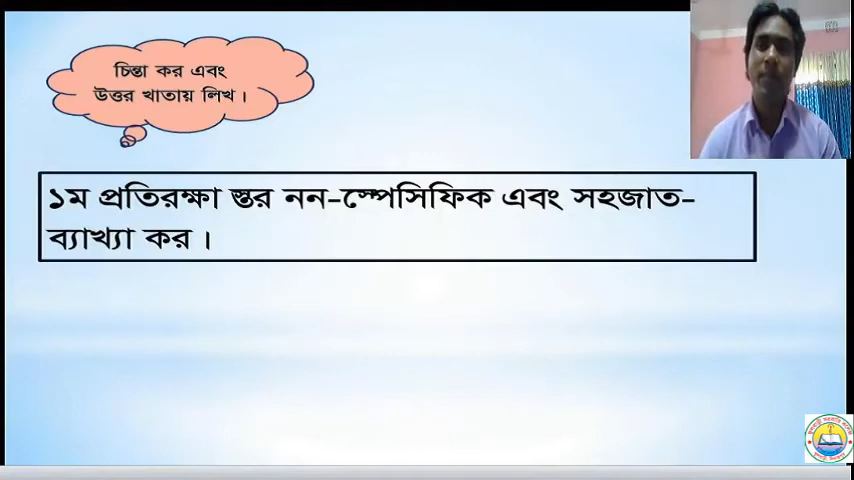 চিন্তা কর এবং
উত্তর খাতায় লিখ।
১ম প্রতিরক্ষা স্তর নন-স্পেসিফিক এবং সহজাত-
ব্যাখ্যা কর।